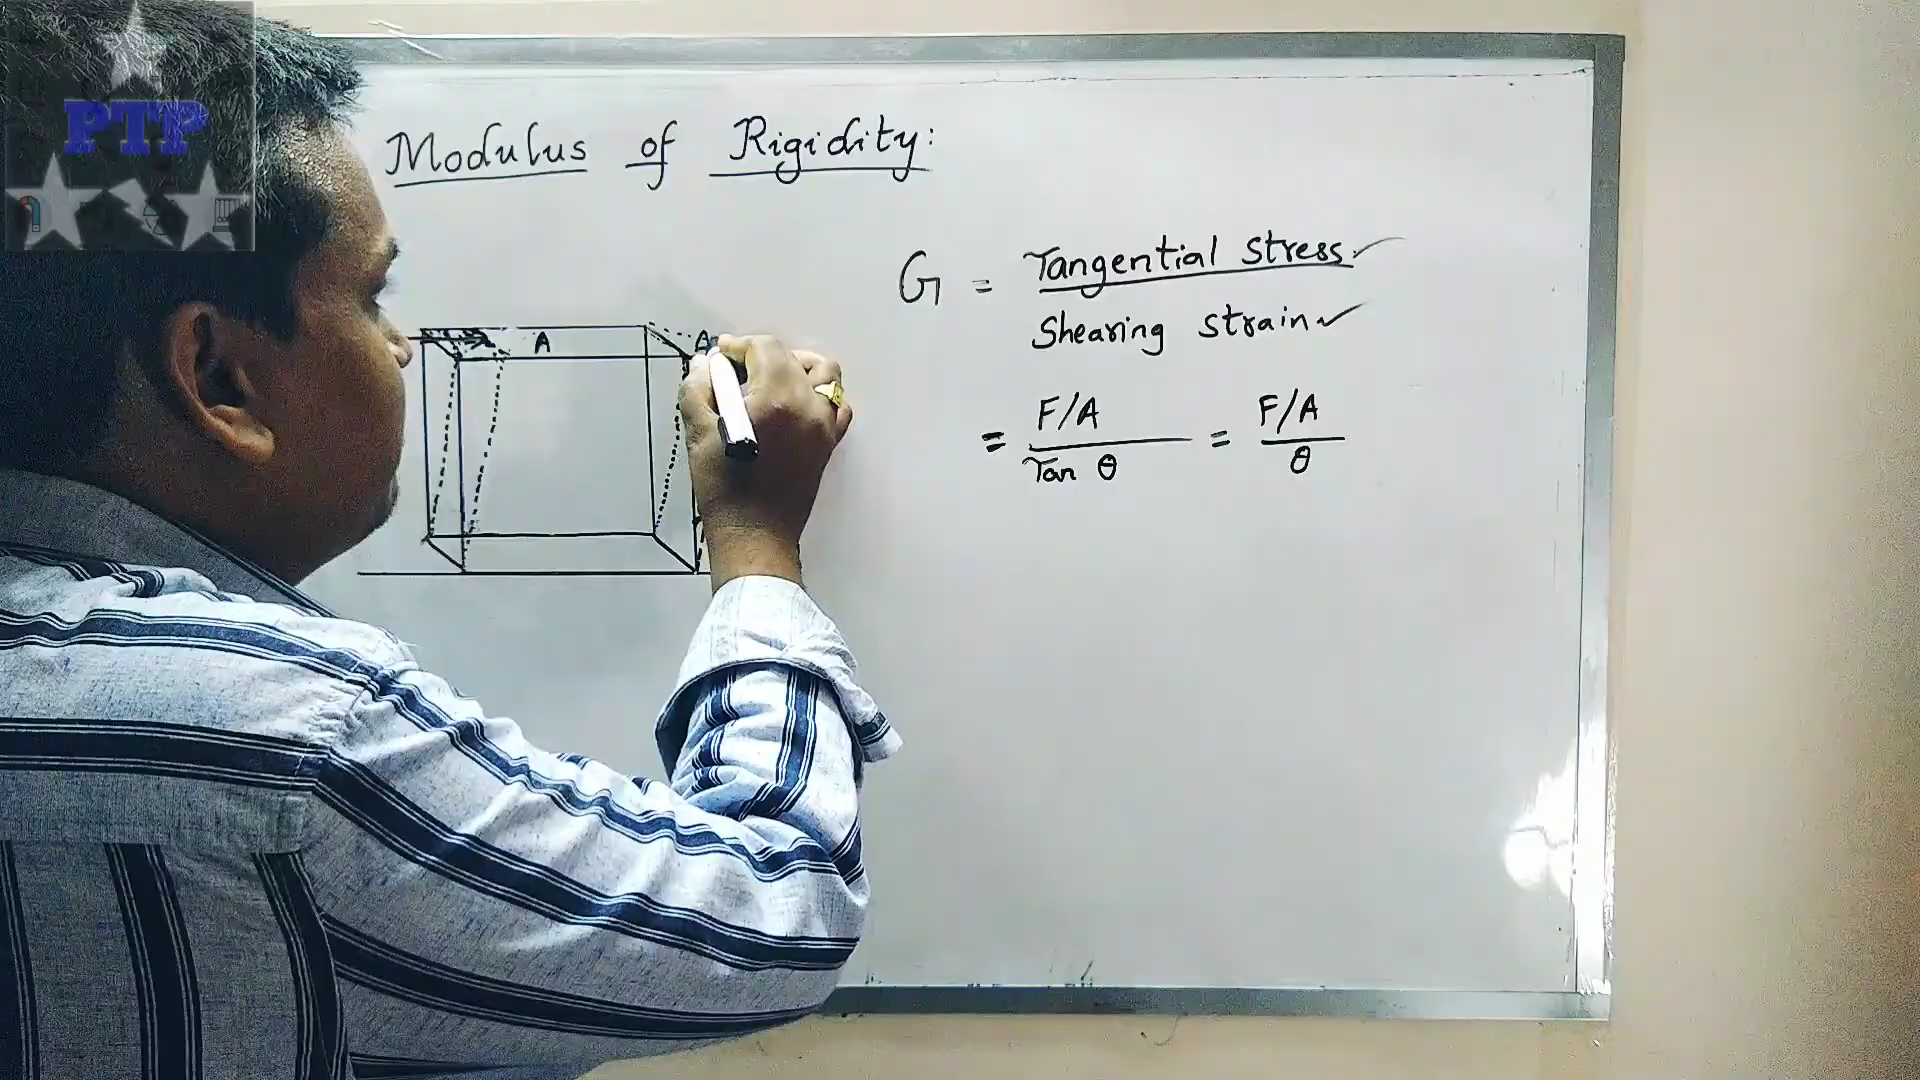 PTP
Modulus of Rigidity:
G = Tangential Stress ✓
Shearing strain ✓
= F/A = F/A
Tan θ θ
A A